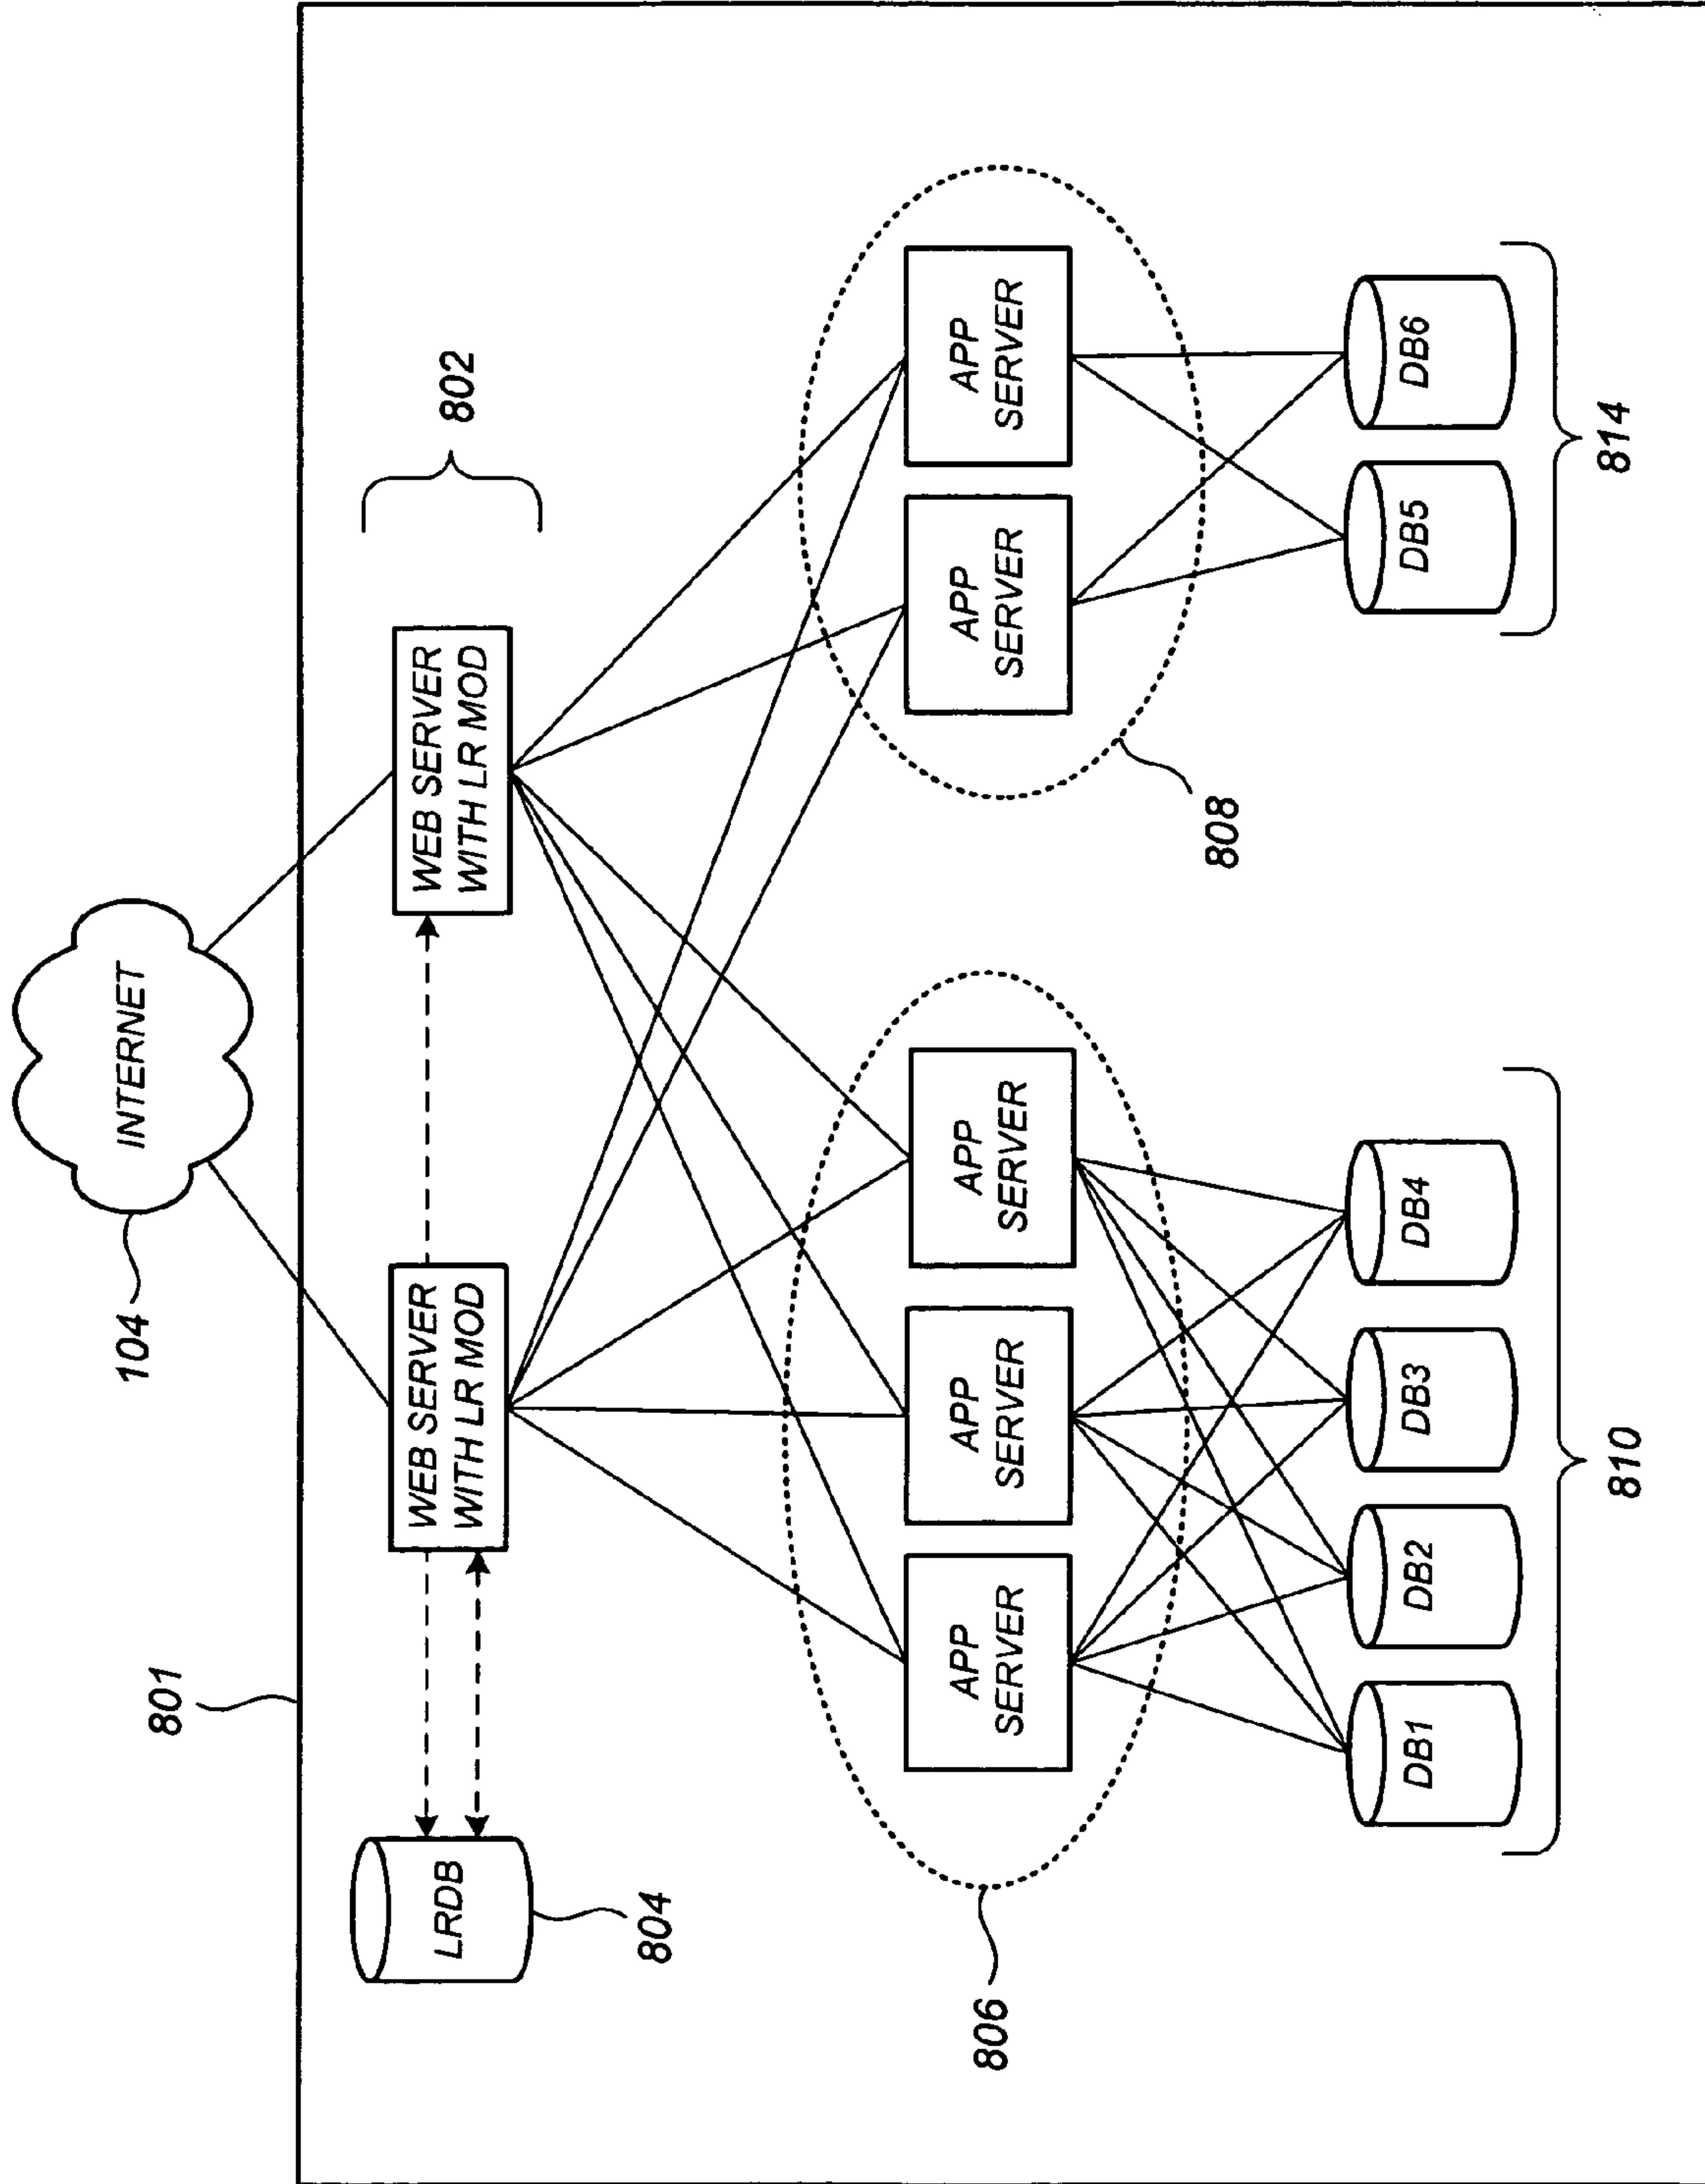 INTERNET
104
801
802
LRDB
804
WEB SERVER
WITH LR MOD
WEB SERVER
WITH LR MOD
806
APP
SERVER
APP
SERVER
APP
SERVER
APP
SERVER
APP
SERVER
808
DB1
DB2
DB3
DB4
DB5
DB6
810
814